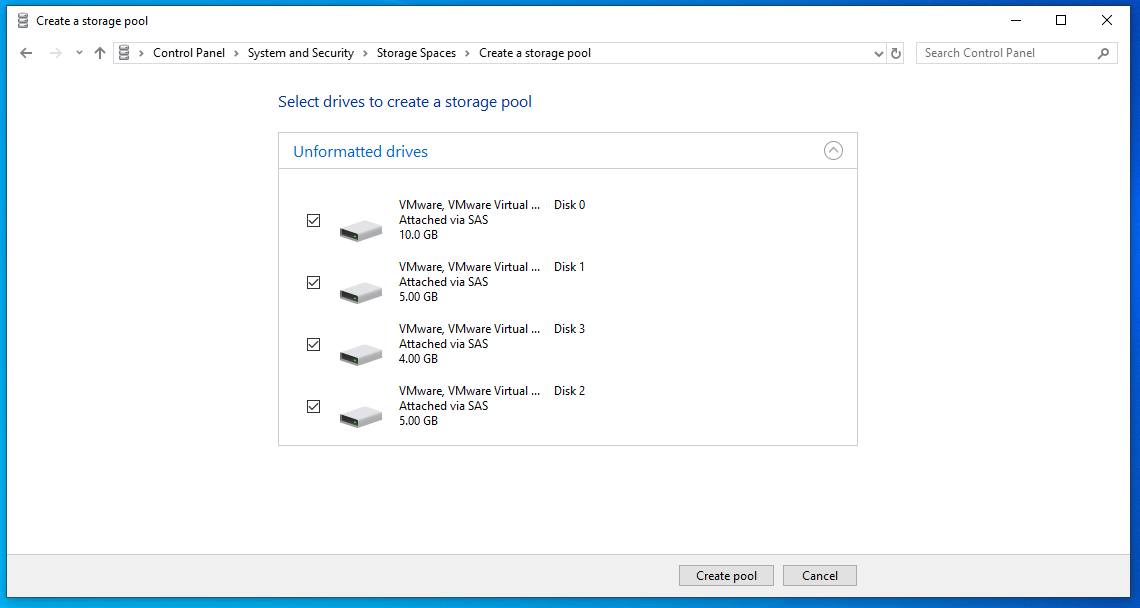 Create a storage pool
Control Panel > System and Security > Storage Spaces > Create a storage pool
Search Control Panel
Select drives to create a storage pool
Unformatted drives
VMware, VMware Virtual ... Disk 0
Attached via SAS
10.0 GB
VMware, VMware Virtual ... Disk 1
Attached via SAS
5.00 GB
VMware, VMware Virtual ... Disk 3
Attached via SAS
4.00 GB
VMware, VMware Virtual ... Disk 2
Attached via SAS
5.00 GB
Create pool
Cancel